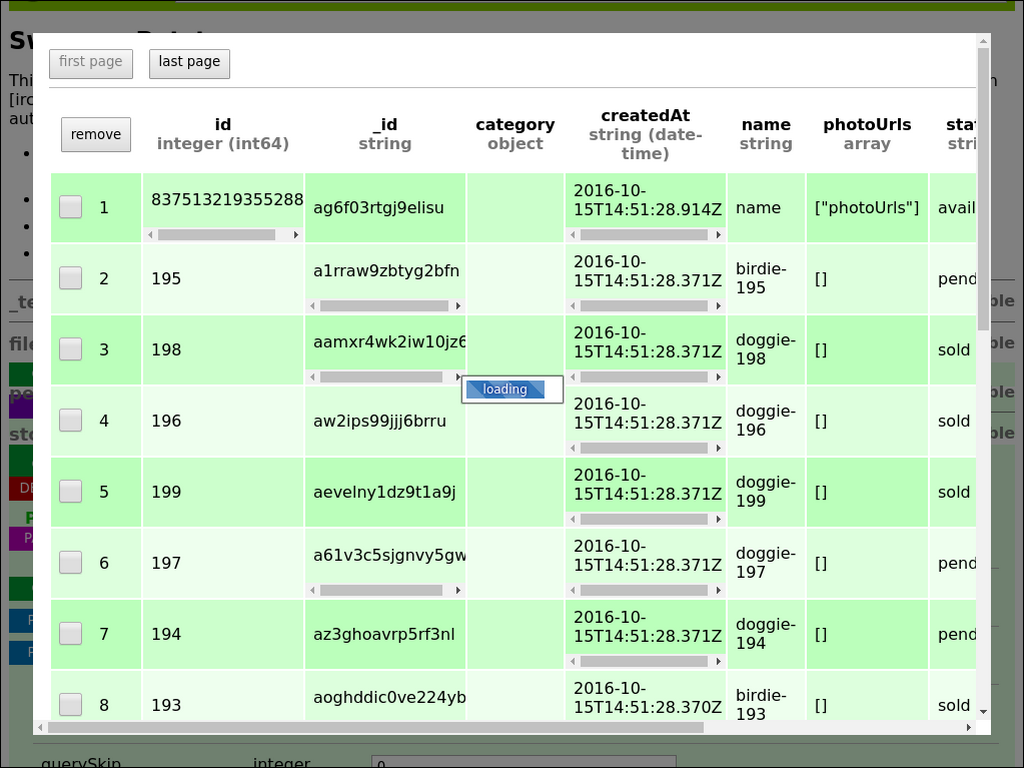 This
first page
last page
remove
id
integer (int64)
_id
string
category
object
createdAt
string (date-
time)
name
string
photoUrls
array
1
837513219355288
ag6f03rtgj9elisu
2016-10-
15T14:51:28.914Z
name
["photoUrls"]
2
195
a1rraw9zbtyg2bfn
2016-10-
15T14:51:28.371Z
birdie-
195
[]
3
198
aamxr4wk2iw10jz6
2016-10-
15T14:51:28.371Z
doggie-
198
[]
sold
loading
4
196
aw2ips99jjj6brru
2016-10-
15T14:51:28.371Z
doggie-
196
[]
sold
5
199
aevelny1dz9t1a9j
2016-10-
15T14:51:28.371Z
doggie-
199
[]
sold
6
197
a61v3c5sjgnvy5gw
2016-10-
15T14:51:28.371Z
doggie-
197
[]
7
194
az3ghoavrp5rf3nl
2016-10-
15T14:51:28.371Z
doggie-
194
[]
8
193
aoghddic0ve224yb
2016-10-
15T14:51:28.370Z
birdie-
193
[]
sold
querySkip
integer
0